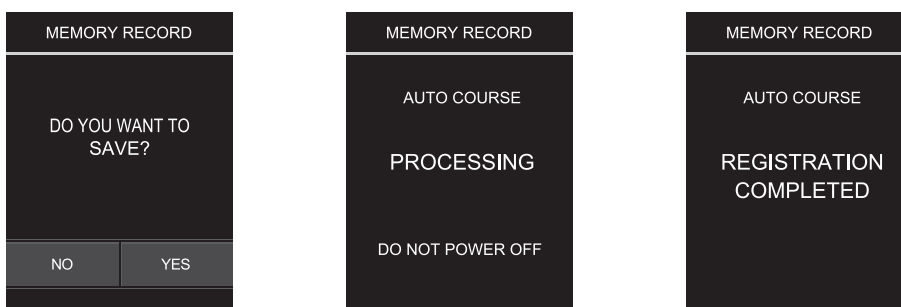 MEMORY RECORD
DO YOU WANT TO
SAVE?
NO
YES
MEMORY RECORD
AUTO COURSE
PROCESSING
DO NOT POWER OFF
MEMORY RECORD
AUTO COURSE
REGISTRATION
COMPLETED